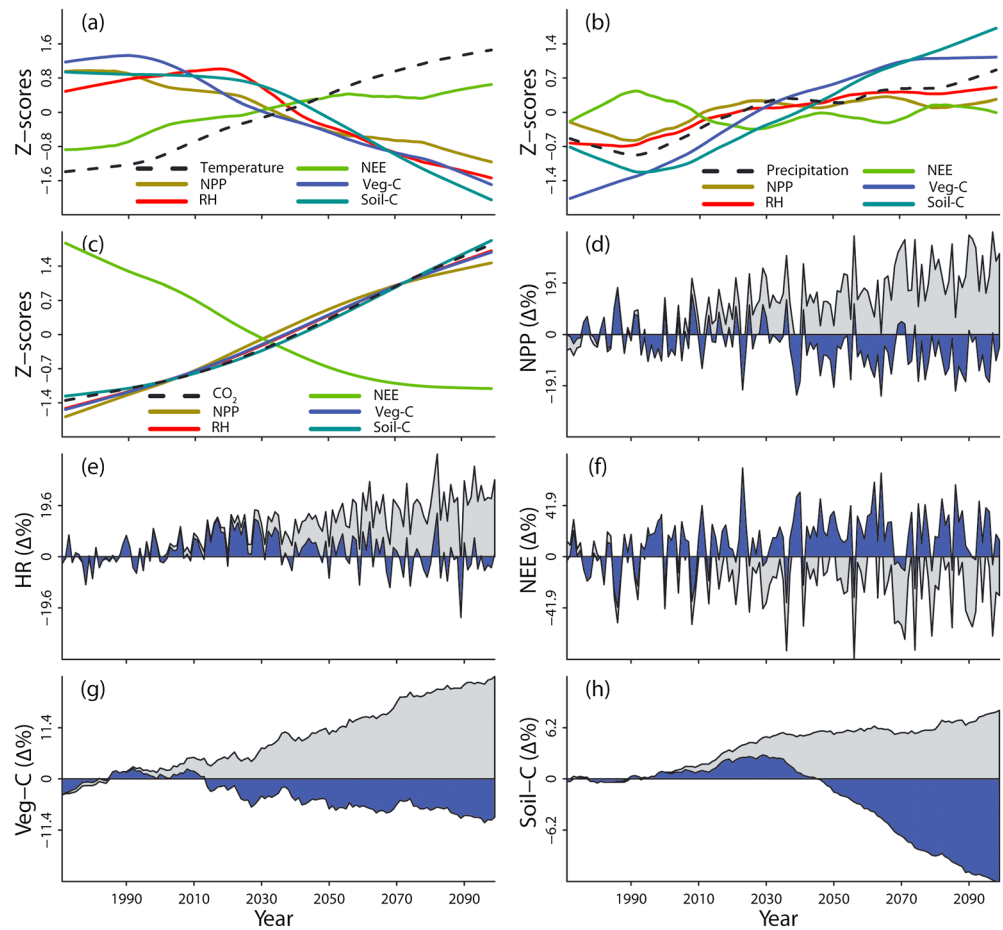 (a)
Z−scores
1.6
0.8
0
−0.8
−1.6
Temperature
NPP
RH
NEE
Veg-C
Soil-C
(b)
Z−scores
1.4
0.7
0
−0.7
−1.4
Precipitation
NPP
RH
NEE
Veg-C
Soil-C
(c)
Z−scores
1.4
0.7
0
−0.7
−1.4
CO2
NPP
RH
NEE
Veg-C
Soil-C
(d)
NPP (Δ%)
19.1
0
−19.1
(e)
HR (Δ%)
19.6
0
−19.6
(f)
NEE (Δ%)
41.9
0
−41.9
(g)
Veg−C (Δ%)
11.4
0
−11.4
1990 2010 2030 2050 2070 2090
Year
(h)
Soil−C (Δ%)
6.2
0
−6.2
1990 2010 2030 2050 2070 2090
Year